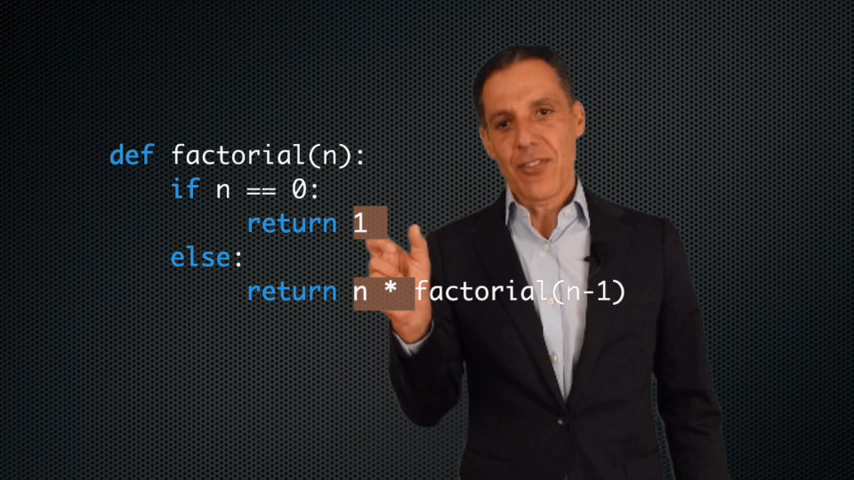 def factorial(n):
    if n == 0:
        return 1
    else:
        return n * factorial(n-1)